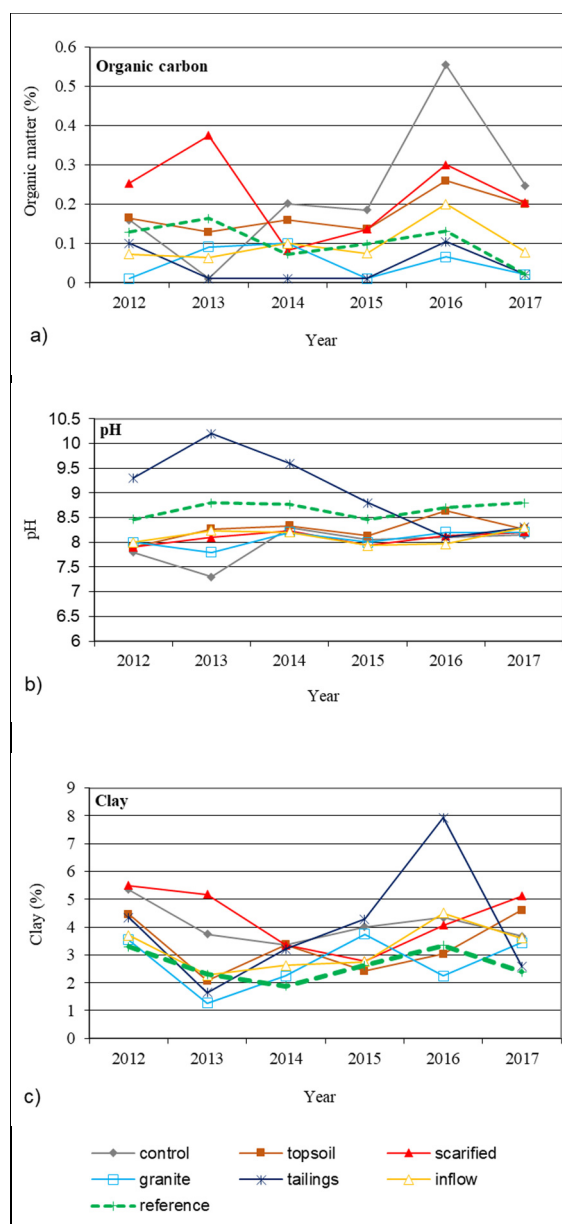 Organic carbon
0.6
0.5
0.4
0.3
0.2
0.1
0
Organic matter (%)
2012 2013 2014 2015 2016 2017
a)
Year
pH
10.5
10
9.5
9
8.5
8
7.5
7
6.5
6
pH
2012 2013 2014 2015 2016 2017
b)
Year
Clay
9
8
7
6
5
4
3
2
1
0
Clay (%)
2012 2013 2014 2015 2016 2017
c)
Year
control topsoil scarified
granite tailings inflow
reference